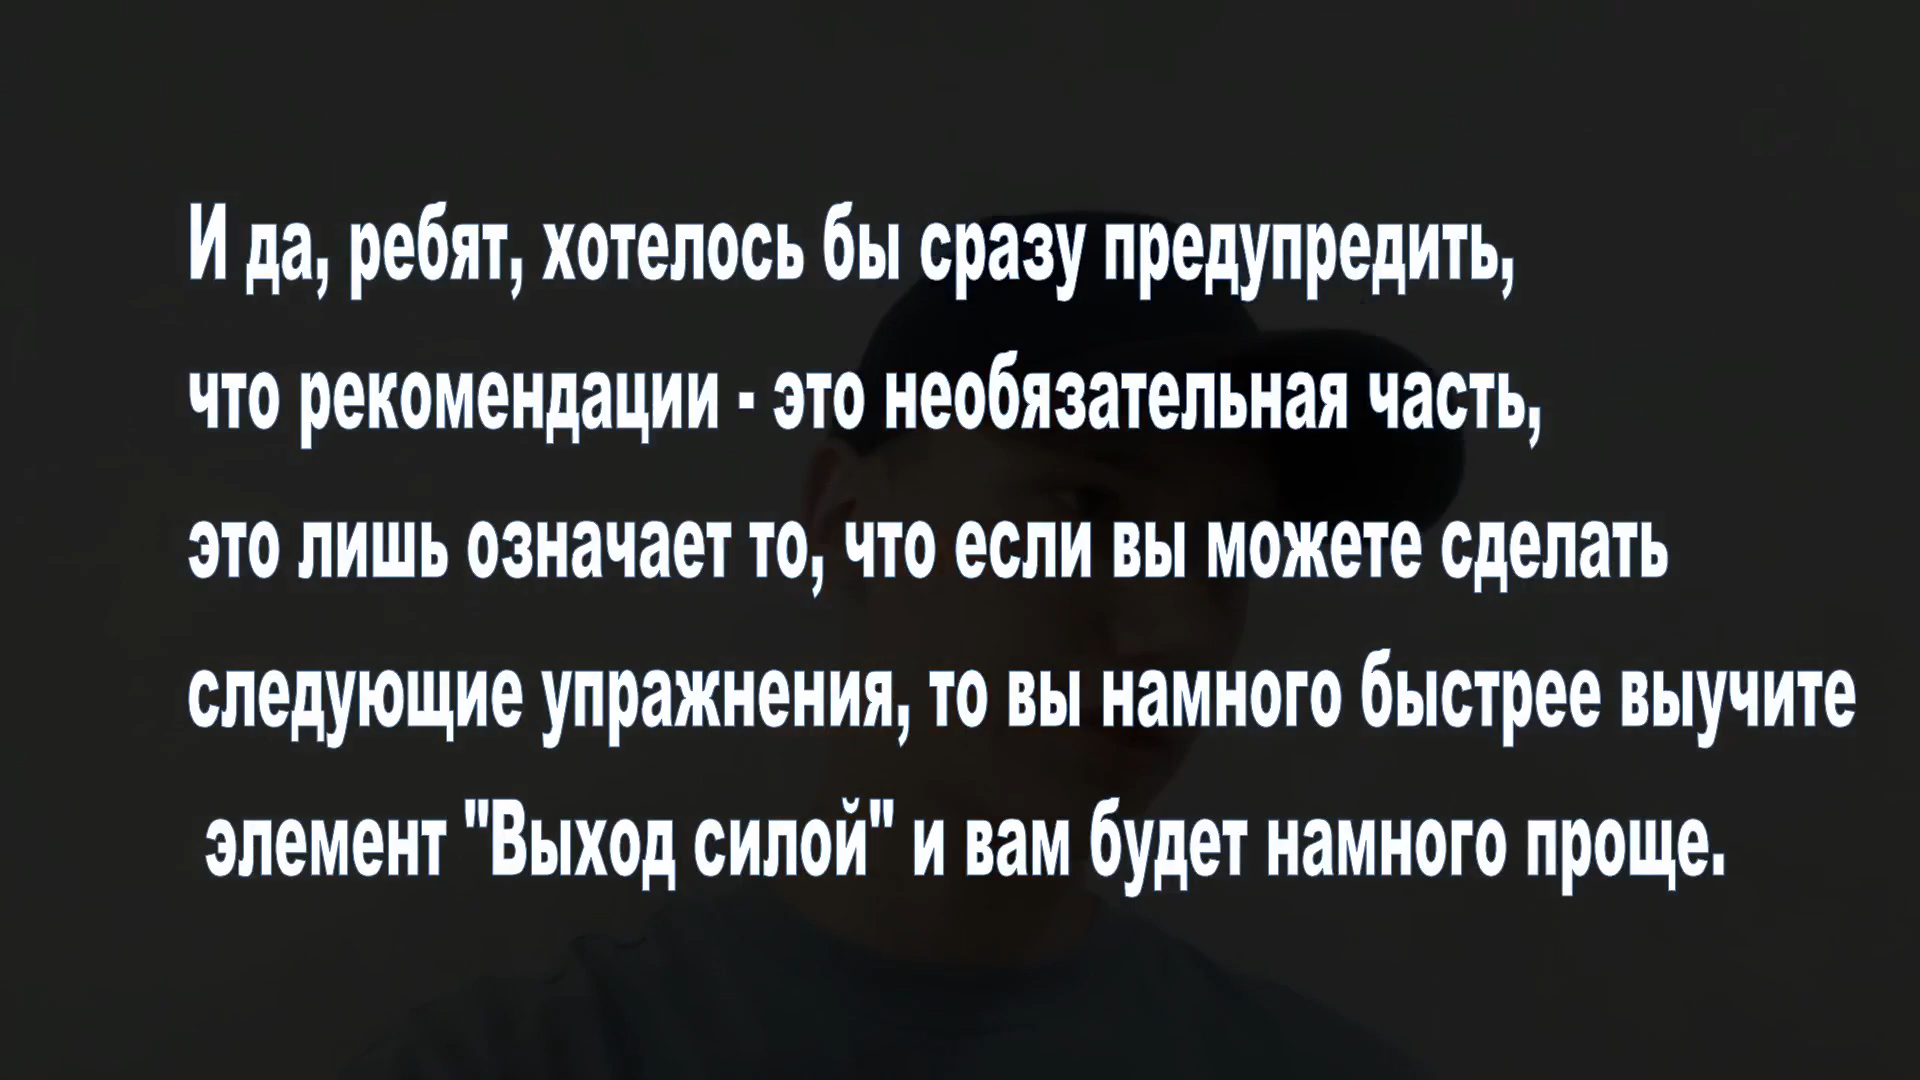 И да, ребят, хотелось бы сразу предупредить,
что рекомендации - это необязательная часть,
это лишь означает то, что если вы можете сделать
следующие упражнения, то вы намного быстрее выучите
элемент "Выход силой" и вам будет намного проще.